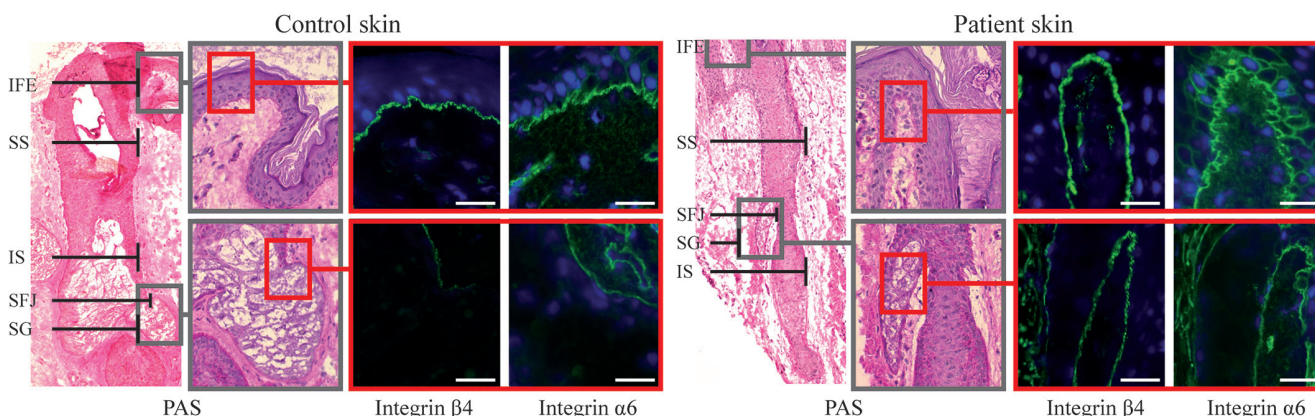 Control skin
Patient skin
IFE
SS
IS
SFJ
SG
IFE
SS
SFJ
SG
IS
PAS
Integrin β4
Integrin α6
PAS
Integrin β4
Integrin α6